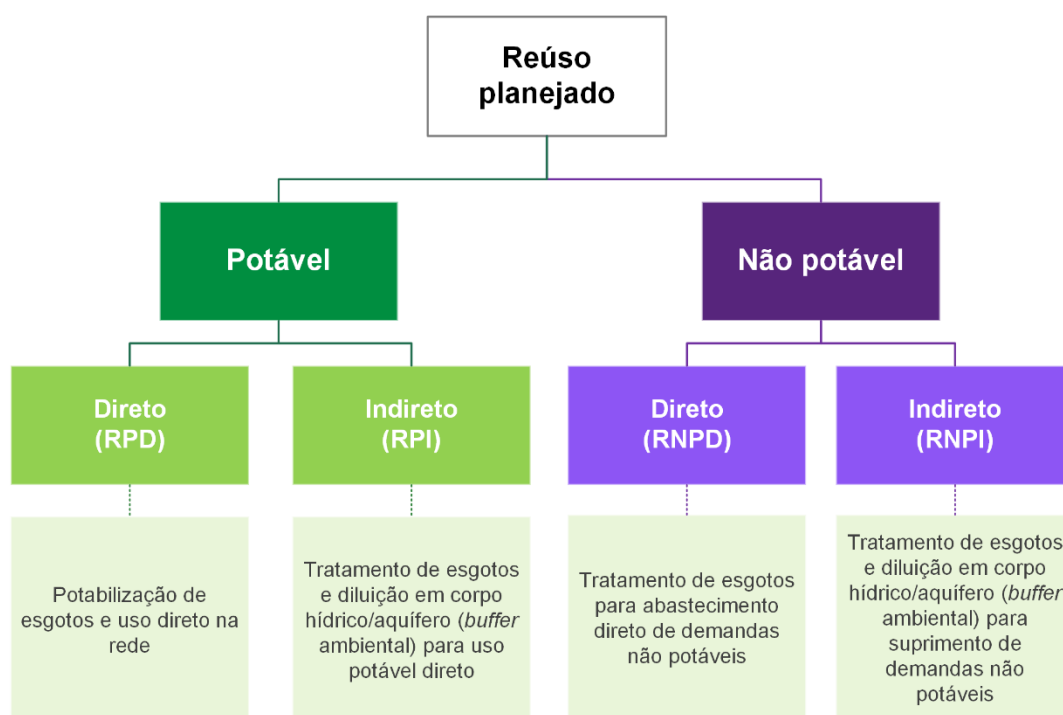 Reúso
planejado
Potável
Não potável
Direto
(RPD)
Indireto
(RPI)
Direto
(RNPD)
Indireto
(RNPI)
Potabilização de
esgotos e uso direto na
rede
Tratamento de esgotos
e diluição em corpo
hídrico/aquífero (buffer
ambiental) para uso
potável direto
Tratamento de esgotos
para abastecimento
direto de demandas
não potáveis
Tratamento de esgotos
e diluição em corpo
hídrico/aquífero (buffer
ambiental) para
suprimento de
demandas não
potáveis